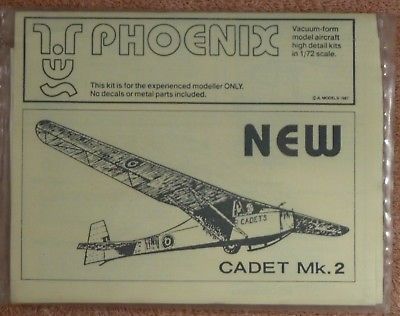 PHOENIX
Vacuum-form
model aircraft
high detail kits
in 1/72 scale.
This kit is for the experienced modeller ONLY.
No decals or metal parts included.
NEW
CADETS
CADET Mk.2